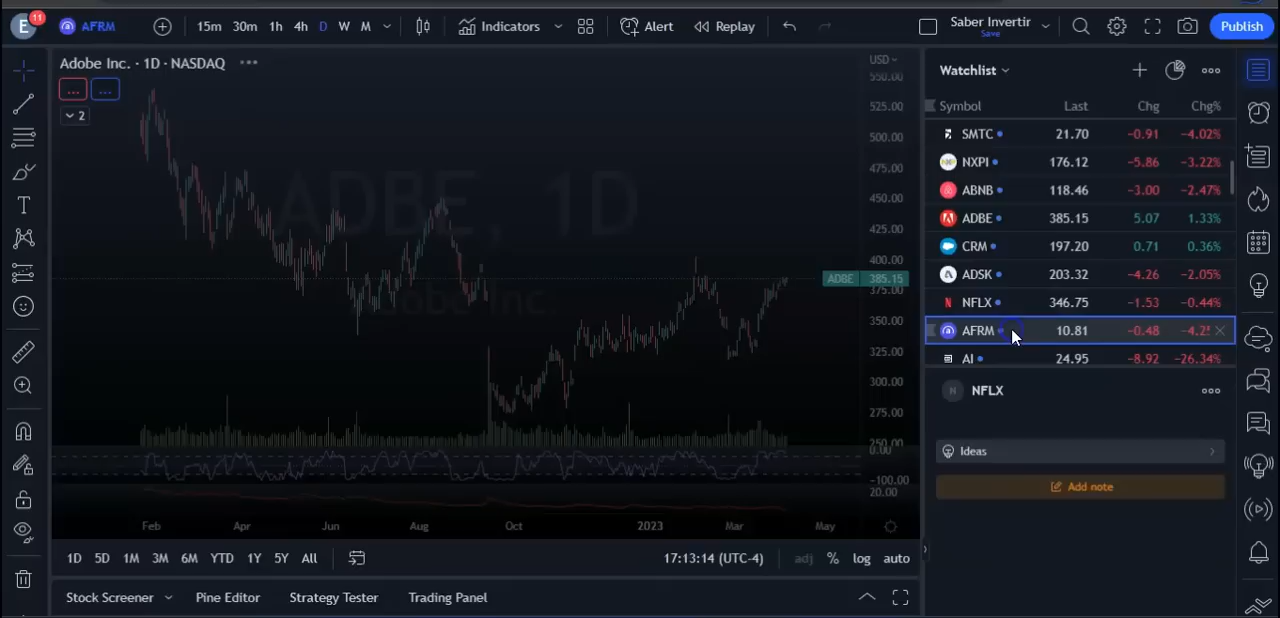 E 11 AFRM 15m 30m 1h 4h D W M Indicators Alert Replay Saber Invertir Save Publish
Adobe Inc. · 1D · NASDAQ
... ...
2
ADBE, 1D
Adobe Inc.
USD
550.00
525.00
500.00
475.00
450.00
425.00
400.00
ADBE 385.15
375.00
350.00
325.00
300.00
275.00
250.00
0.00
−100.00
20.00
Feb Apr Jun Aug Oct 2023 Mar May
1D 5D 1M 3M 6M YTD 1Y 5Y All 17:13:14 (UTC-4) adj % log auto
Stock Screener Pine Editor Strategy Tester Trading Panel
Watchlist
Symbol Last Chg Chg%
SMTC 21.70 −0.91 −4.02%
NXPI 176.12 −5.86 −3.22%
ABNB 118.46 −3.00 −2.47%
ADBE 385.15 5.07 1.33%
CRM 197.20 0.71 0.36%
ADSK 203.32 −4.26 −2.05%
NFLX 346.75 −1.53 −0.44%
AFRM 10.81 −0.48
AI 24.95 −8.92 −26.34%
N NFLX
Ideas
Add note